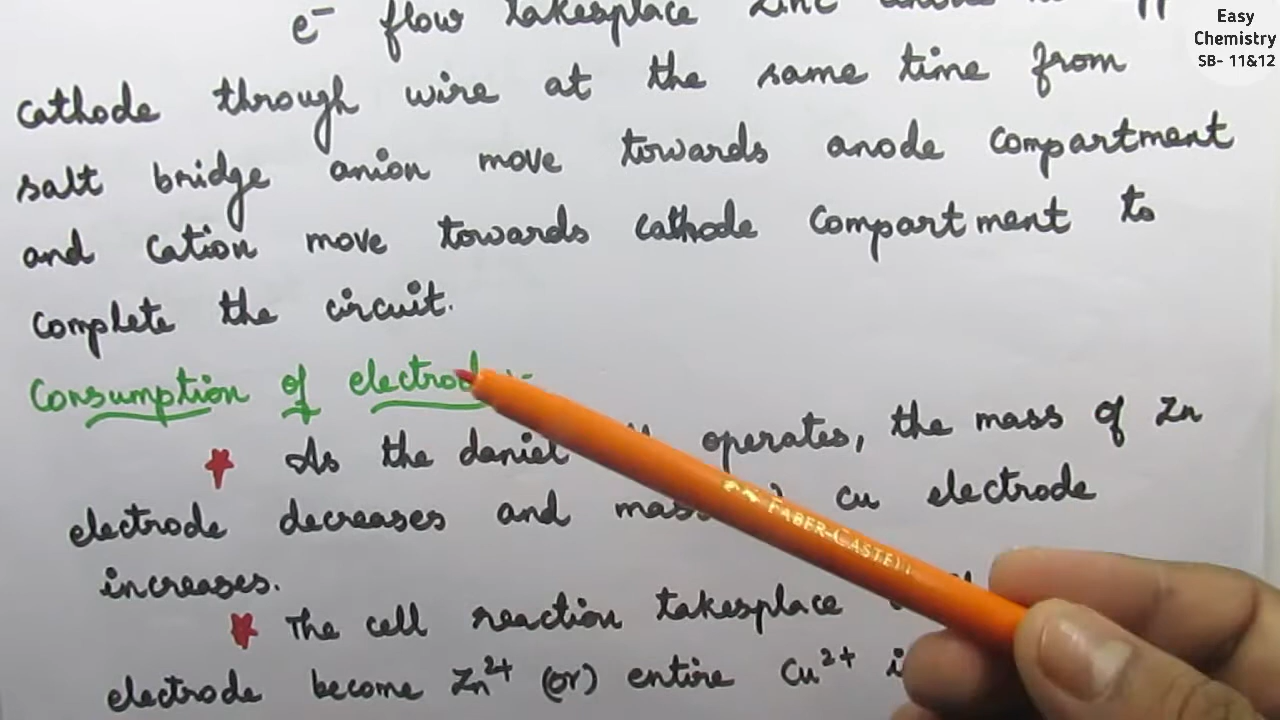 Easy
Chemistry
SB- 11&12
e⁻ flow takesplace zinc
cathode through wire at the same time from
salt bridge anion move towards anode compartment
and cation move towards cathode compartment to
complete the circuit.
Consumption of electrode :-
* As the daniel operates, the mass of Zn
electrode decreases and mass cu electrode
increases.
* The cell reaction takesplace
electrode become Zn²⁺ (or) entire Cu²⁺
FABER-CASTELL